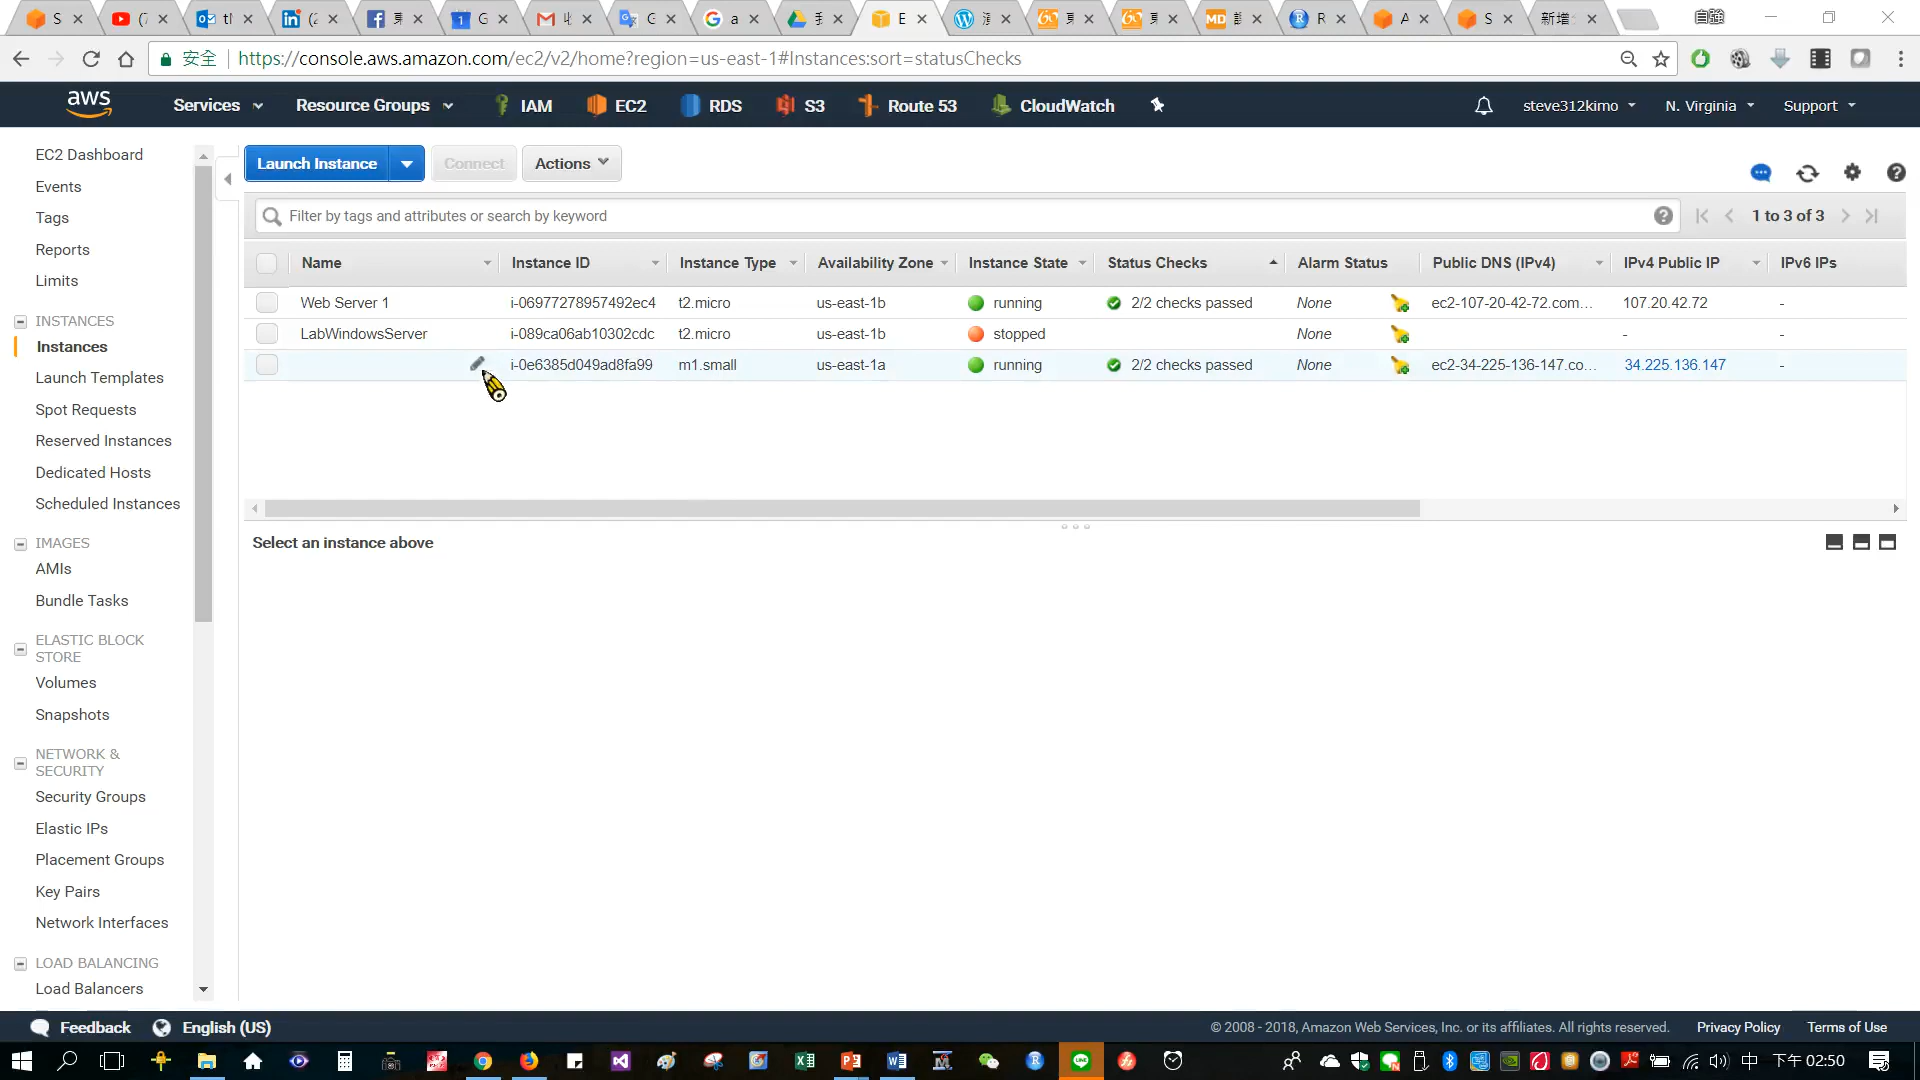 S
(7
tł
(2
G
G
a
E
R
A
S
新增
自強
安全
https://console.aws.amazon.com/ec2/v2/home?region=us-east-1#Instances:sort=statusChecks
aws Services Resource Groups IAM EC2 RDS S3 Route 53 CloudWatch steve312kimo N. Virginia Support
EC2 Dashboard
Events
Tags
Reports
Limits
INSTANCES
Instances
Launch Templates
Spot Requests
Reserved Instances
Dedicated Hosts
Scheduled Instances
IMAGES
AMIs
Bundle Tasks
ELASTIC BLOCK
STORE
Volumes
Snapshots
NETWORK &
SECURITY
Security Groups
Elastic IPs
Placement Groups
Key Pairs
Network Interfaces
LOAD BALANCING
Load Balancers
Launch Instance Connect Actions
Filter by tags and attributes or search by keyword 1 to 3 of 3
Name Instance ID Instance Type Availability Zone Instance State Status Checks Alarm Status Public DNS (IPv4) IPv4 Public IP IPv6 IPs
Web Server 1 i-06977278957492ec4 t2.micro us-east-1b running 2/2 checks passed None ec2-107-20-42-72.com... 107.20.42.72 -
LabWindowsServer i-089ca06ab10302cdc t2.micro us-east-1b stopped None - -
i-0e6385d049ad8fa99 m1.small us-east-1a running 2/2 checks passed None ec2-34-225-136-147.co... 34.225.136.147 -
Select an instance above
Feedback English (US) © 2008 - 2018, Amazon Web Services, Inc. or its affiliates. All rights reserved. Privacy Policy Terms of Use
中 下午 02:50